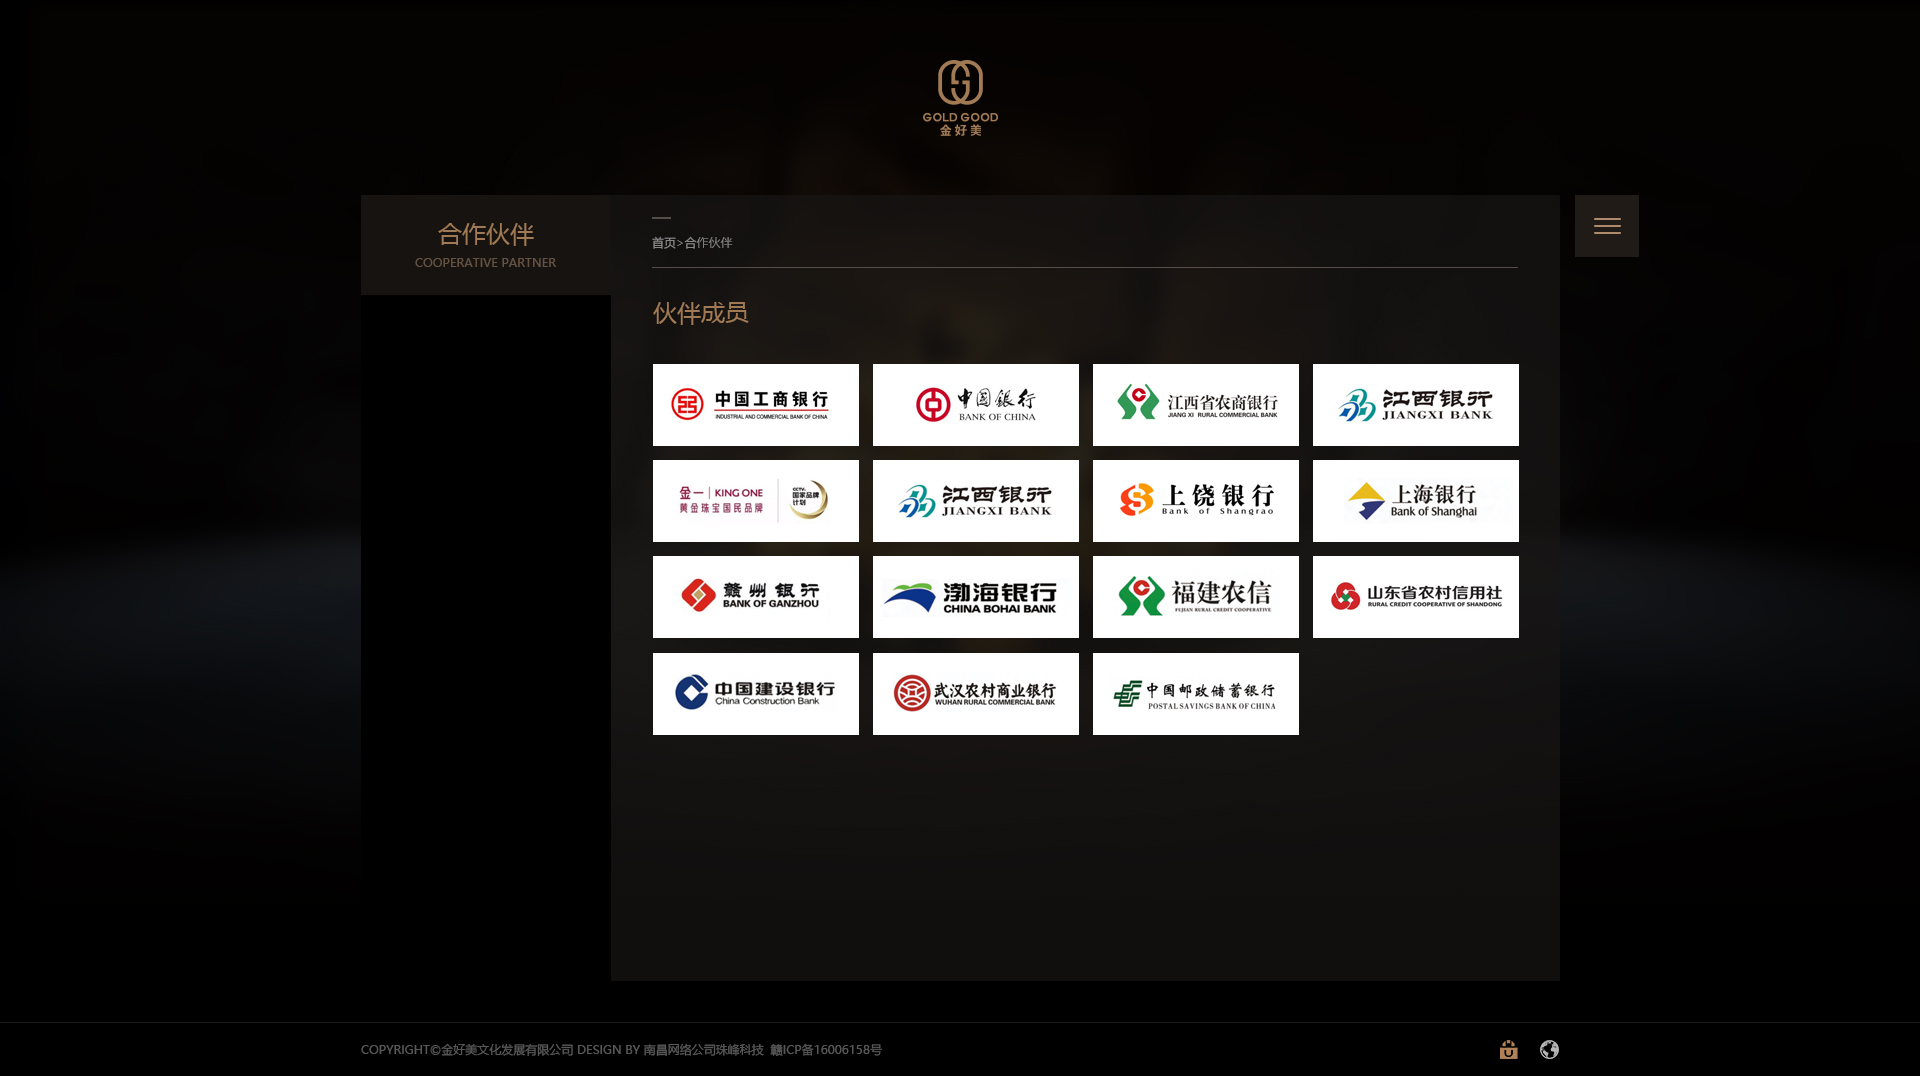 GOLD GOOD
金好美
合作伙伴
COOPERATIVE PARTNER
首页>合作伙伴
伙伴成员
中国工商银行
INDUSTRIAL AND COMMERCIAL BANK OF CHINA
中国银行
BANK OF CHINA
江西省农商银行
JIANG XI RURAL COMMERCIAL BANK
江西银行
JIANGXI BANK
金一 KING ONE
黄金珠宝国民品牌
CCTV.
国家品牌
计划
江西银行
JIANGXI BANK
上饶银行
Bank of Shangrao
上海银行
Bank of Shanghai
赣州银行
BANK OF GANZHOU
渤海银行
CHINA BOHAI BANK
福建农信
FUJIAN RURAL CREDIT COOPERATIVE
山东省农村信用社
RURAL CREDIT COOPERATIVE OF SHANDONG
中国建设银行
China Construction Bank
武汉农村商业银行
WUHAN RURAL COMMERCIAL BANK
中国邮政储蓄银行
POSTAL SAVINGS BANK OF CHINA
COPYRIGHT©金好美文化发展有限公司 DESIGN BY 南昌网络公司珠峰科技 赣ICP备16006158号